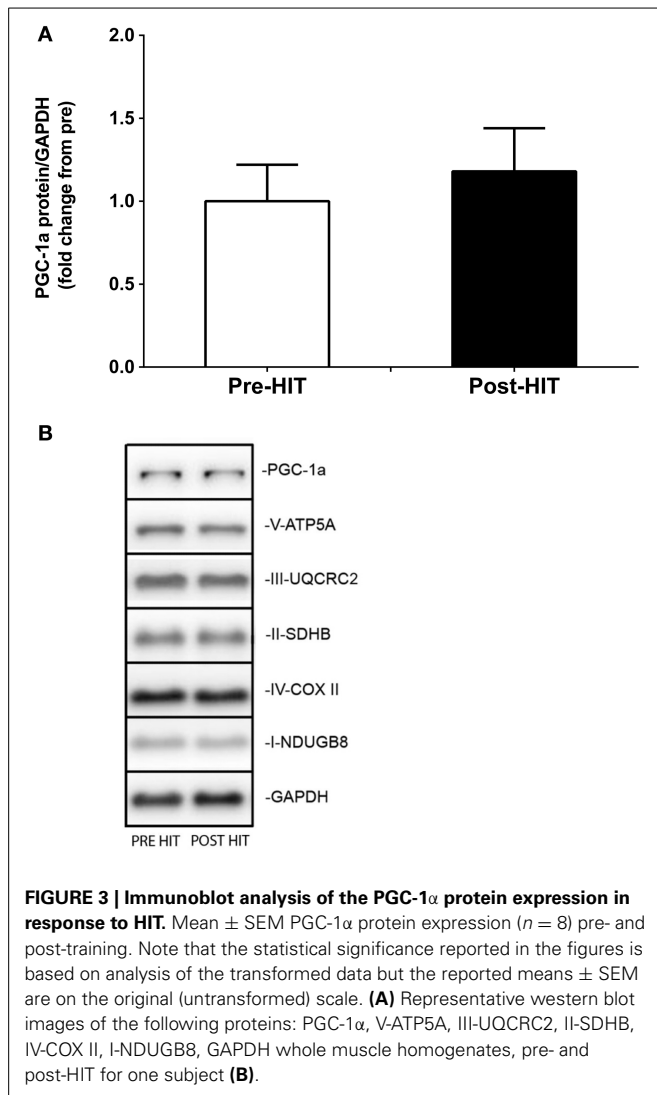 A
2.0
1.5
1.0
0.5
0.0
PGC-1a protein/GAPDH
(fold change from pre)
Pre-HIT
Post-HIT
B
-PGC-1a
-V-ATP5A
-III-UQCRC2
-II-SDHB
-IV-COX II
-I-NDUGB8
-GAPDH
PRE HIT POST HIT
FIGURE 3 | Immunoblot analysis of the PGC-1α protein expression in
response to HIT. Mean ± SEM PGC-1α protein expression (n = 8) pre- and
post-training. Note that the statistical significance reported in the figures is
based on analysis of the transformed data but the reported means ± SEM
are on the original (untransformed) scale. (A) Representative western blot
images of the following proteins: PGC-1α, V-ATP5A, III-UQCRC2, II-SDHB,
IV-COX II, I-NDUGB8, GAPDH whole muscle homogenates, pre- and
post-HIT for one subject (B).